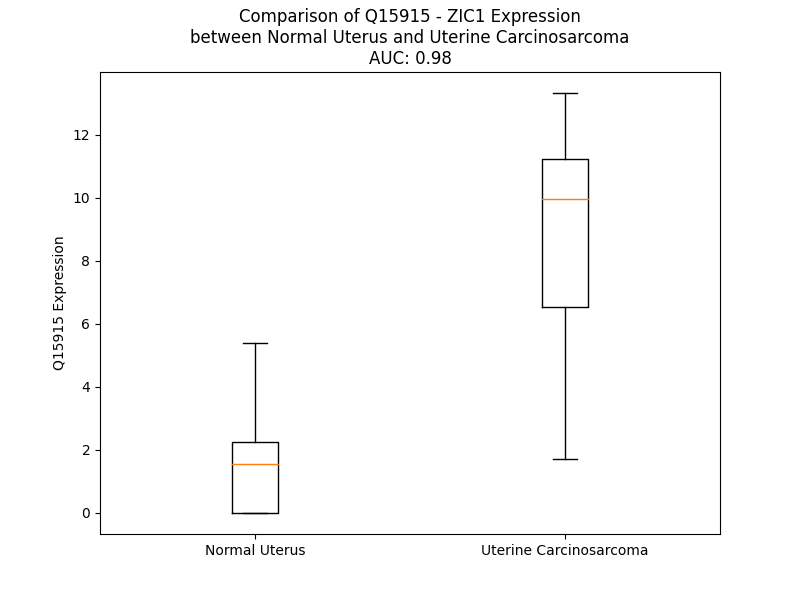 Comparison of Q15915 - ZIC1 Expression
between Normal Uterus and Uterine Carcinosarcoma
AUC: 0.98
12
10
8
6
4
2
0
Q15915 Expression
Normal Uterus
Uterine Carcinosarcoma